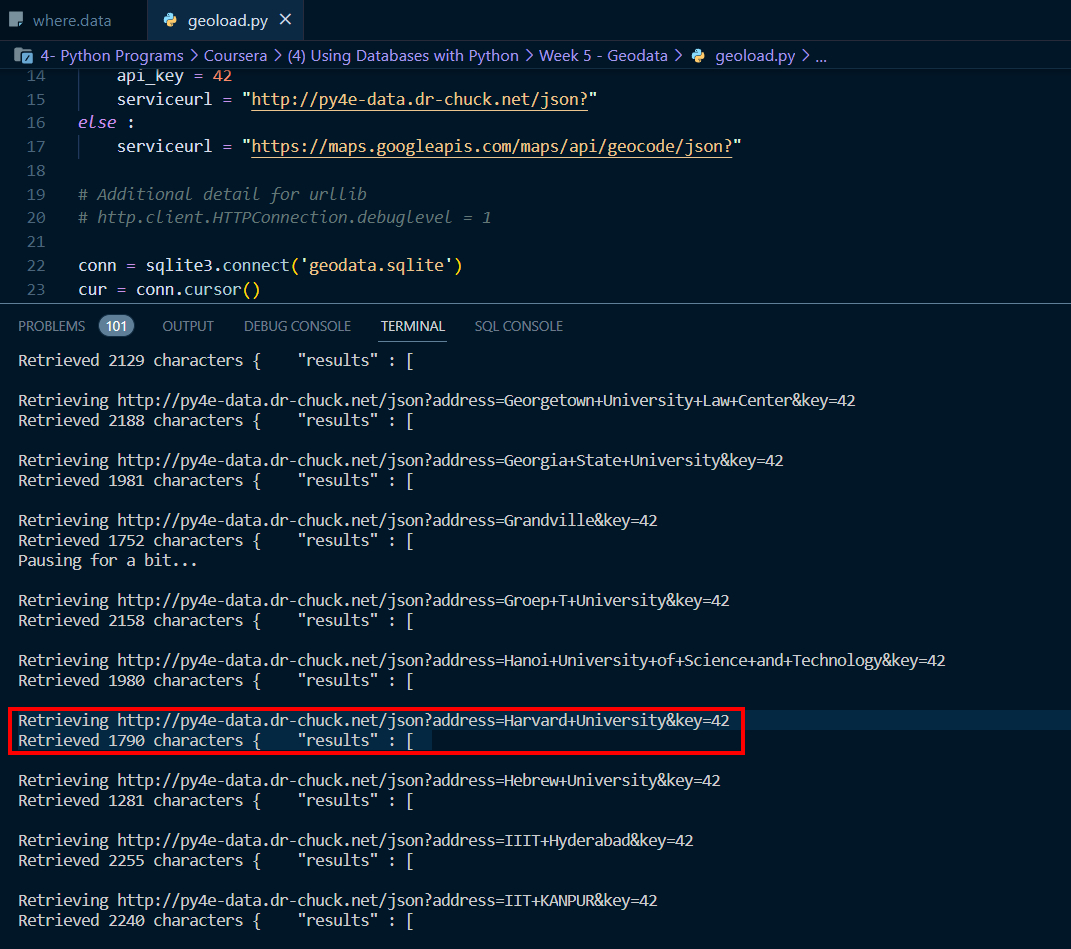 where.data
geoload.py ×
4- Python Programs > Coursera > (4) Using Databases with Python > Week 5 - Geodata > geoload.py > ...
14 api_key = 42
15 serviceurl = "http://py4e-data.dr-chuck.net/json?"
16 else :
17 serviceurl = "https://maps.googleapis.com/maps/api/geocode/json?"
18
19 # Additional detail for urllib
20 # http.client.HTTPConnection.debuglevel = 1
21
22 conn = sqlite3.connect('geodata.sqlite')
23 cur = conn.cursor()
PROBLEMS 101 OUTPUT DEBUG CONSOLE TERMINAL SQL CONSOLE
Retrieved 2129 characters {    "results" : [
Retrieving http://py4e-data.dr-chuck.net/json?address=Georgetown+University+Law+Center&key=42
Retrieved 2188 characters {    "results" : [
Retrieving http://py4e-data.dr-chuck.net/json?address=Georgia+State+University&key=42
Retrieved 1981 characters {    "results" : [
Retrieving http://py4e-data.dr-chuck.net/json?address=Grandville&key=42
Retrieved 1752 characters {    "results" : [
Pausing for a bit...
Retrieving http://py4e-data.dr-chuck.net/json?address=Groep+T+University&key=42
Retrieved 2158 characters {    "results" : [
Retrieving http://py4e-data.dr-chuck.net/json?address=Hanoi+University+of+Science+and+Technology&key=42
Retrieved 1980 characters {    "results" : [
Retrieving http://py4e-data.dr-chuck.net/json?address=Harvard+University&key=42
Retrieved 1790 characters {    "results" : [
Retrieving http://py4e-data.dr-chuck.net/json?address=Hebrew+University&key=42
Retrieved 1281 characters {    "results" : [
Retrieving http://py4e-data.dr-chuck.net/json?address=IIIT+Hyderabad&key=42
Retrieved 2255 characters {    "results" : [
Retrieving http://py4e-data.dr-chuck.net/json?address=IIT+KANPUR&key=42
Retrieved 2240 characters {    "results" : [